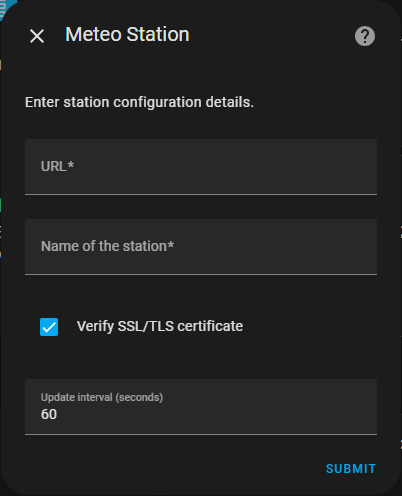 Meteo Station
?
Enter station configuration details.
URL*
Name of the station*
Verify SSL/TLS certificate
Update interval (seconds)
60
SUBMIT